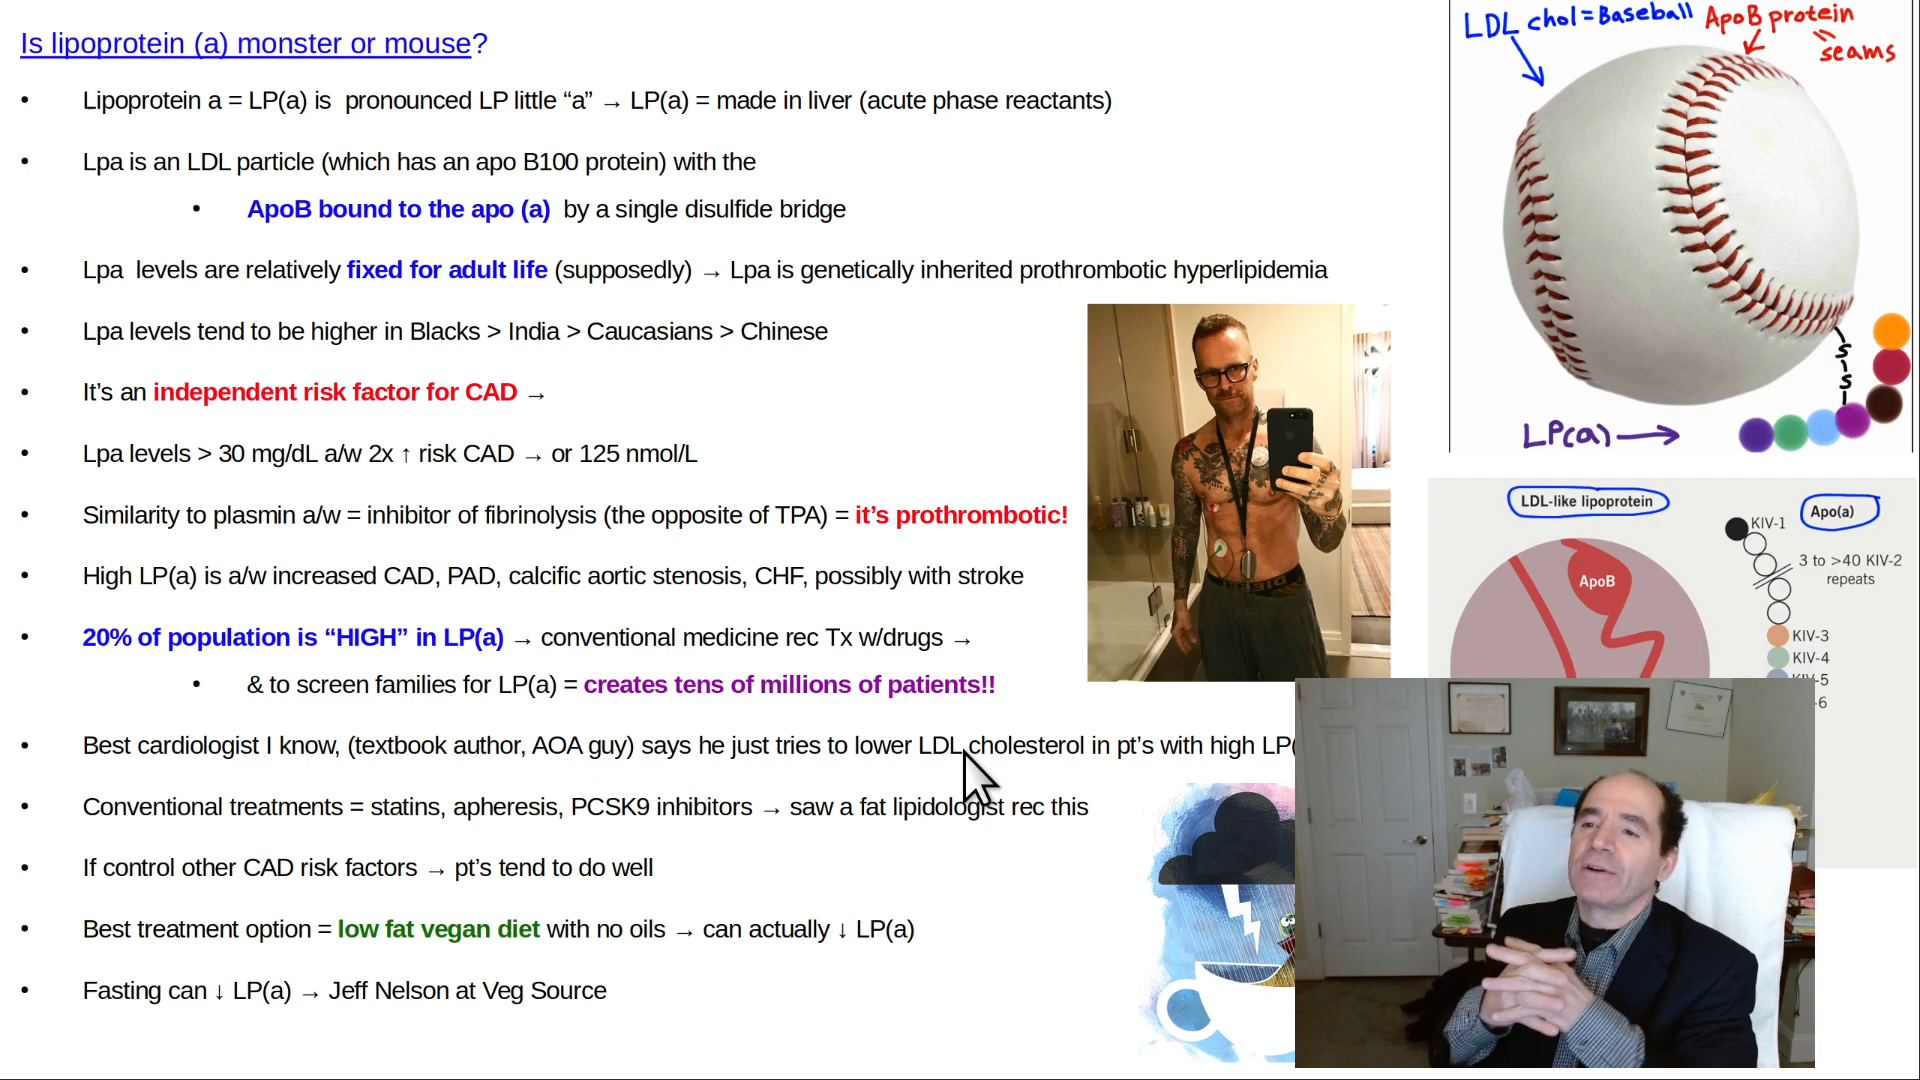 Is lipoprotein (a) monster or mouse?
• Lipoprotein a = LP(a) is pronounced LP little “a” → LP(a) = made in liver (acute phase reactants)
• Lpa is an LDL particle (which has an apo B100 protein) with the
• ApoB bound to the apo (a) by a single disulfide bridge
• Lpa levels are relatively fixed for adult life (supposedly) → Lpa is genetically inherited prothrombotic hyperlipidemia
• Lpa levels tend to be higher in Blacks > India > Caucasians > Chinese
• It’s an independent risk factor for CAD →
• Lpa levels > 30 mg/dL a/w 2x ↑ risk CAD → or 125 nmol/L
• Similarity to plasmin a/w = inhibitor of fibrinolysis (the opposite of TPA) = it’s prothrombotic!
• High LP(a) is a/w increased CAD, PAD, calcific aortic stenosis, CHF, possibly with stroke
• 20% of population is “HIGH” in LP(a) → conventional medicine rec Tx w/drugs →
• & to screen families for LP(a) = creates tens of millions of patients!!
• Best cardiologist I know, (textbook author, AOA guy) says he just tries to lower LDL cholesterol in pt’s with high LP(
• Conventional treatments = statins, apheresis, PCSK9 inhibitors → saw a fat lipidologist rec this
• If control other CAD risk factors → pt’s tend to do well
• Best treatment option = low fat vegan diet with no oils → can actually ↓ LP(a)
• Fasting can ↓ LP(a) → Jeff Nelson at Veg Source
LDL chol = Baseball
ApoB protein
=
seams
S
S
LP(a) →
LDL-like lipoprotein
Apo(a)
ApoB
KIV-1
3 to >40 KIV-2
repeats
KIV-3
KIV-4
KIV-5
-6
DIESEL